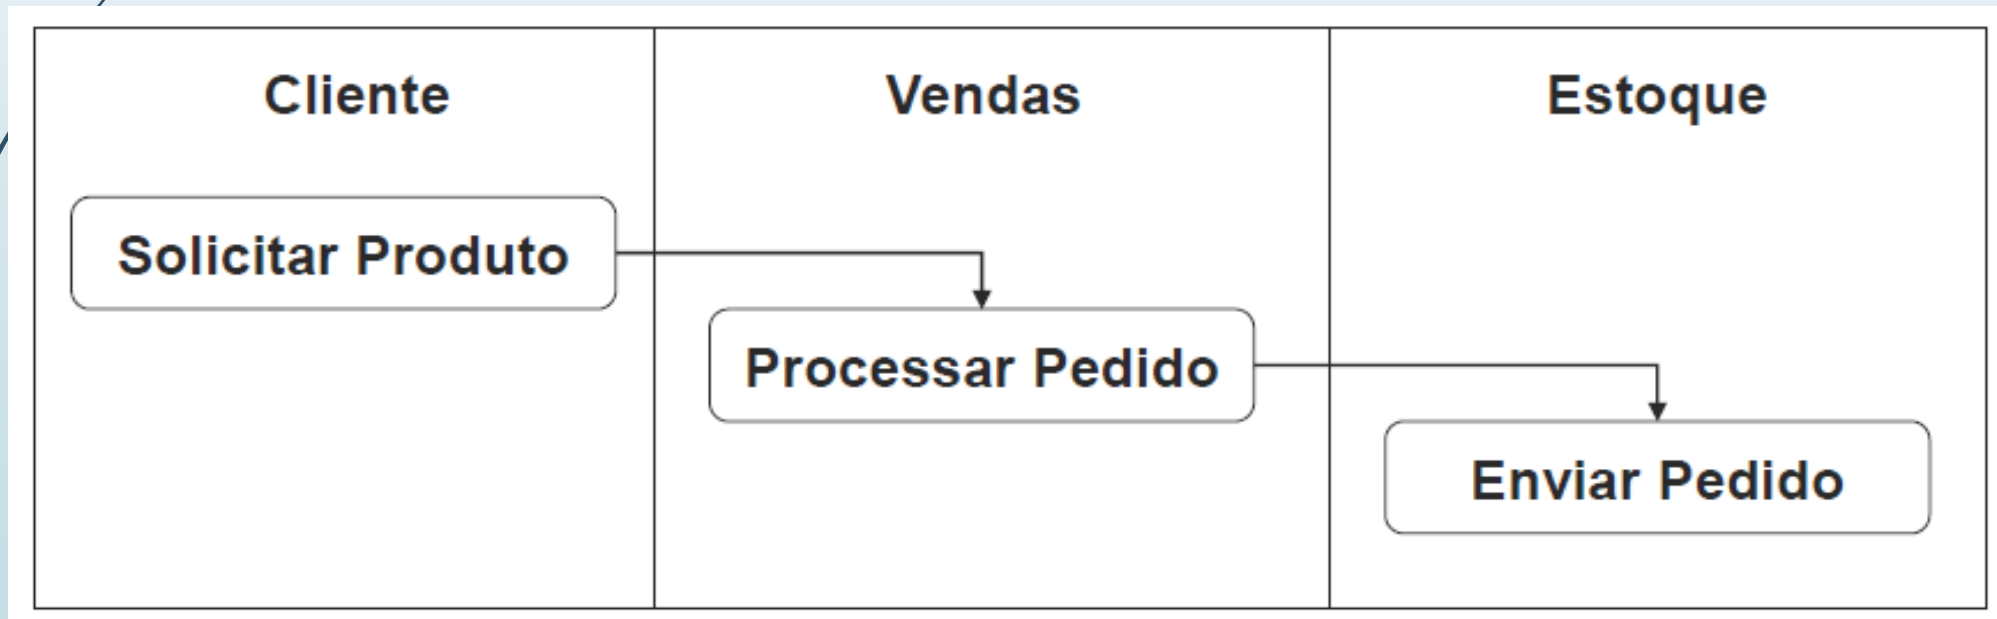 Cliente
Vendas
Estoque
Solicitar Produto
Processar Pedido
Enviar Pedido